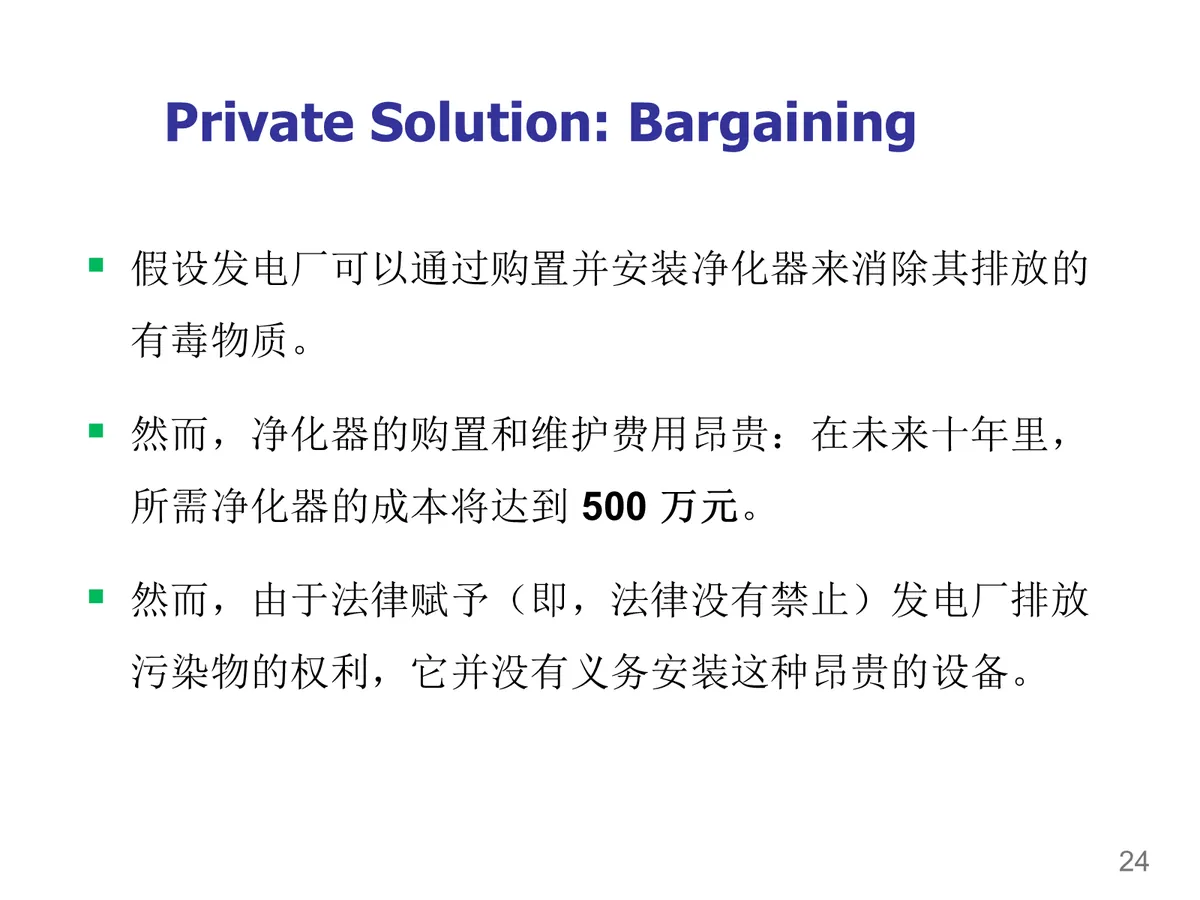 Private Solution: Bargaining
假设发电厂可以通过购置并安装净化器来消除其排放的
有毒物质。
然而，净化器的购置和维护费用昂贵：在未来十年里，
所需净化器的成本将达到 500 万元。
然而，由于法律赋予（即，法律没有禁止）发电厂排放
污染物的权利，它并没有义务安装这种昂贵的设备。
24